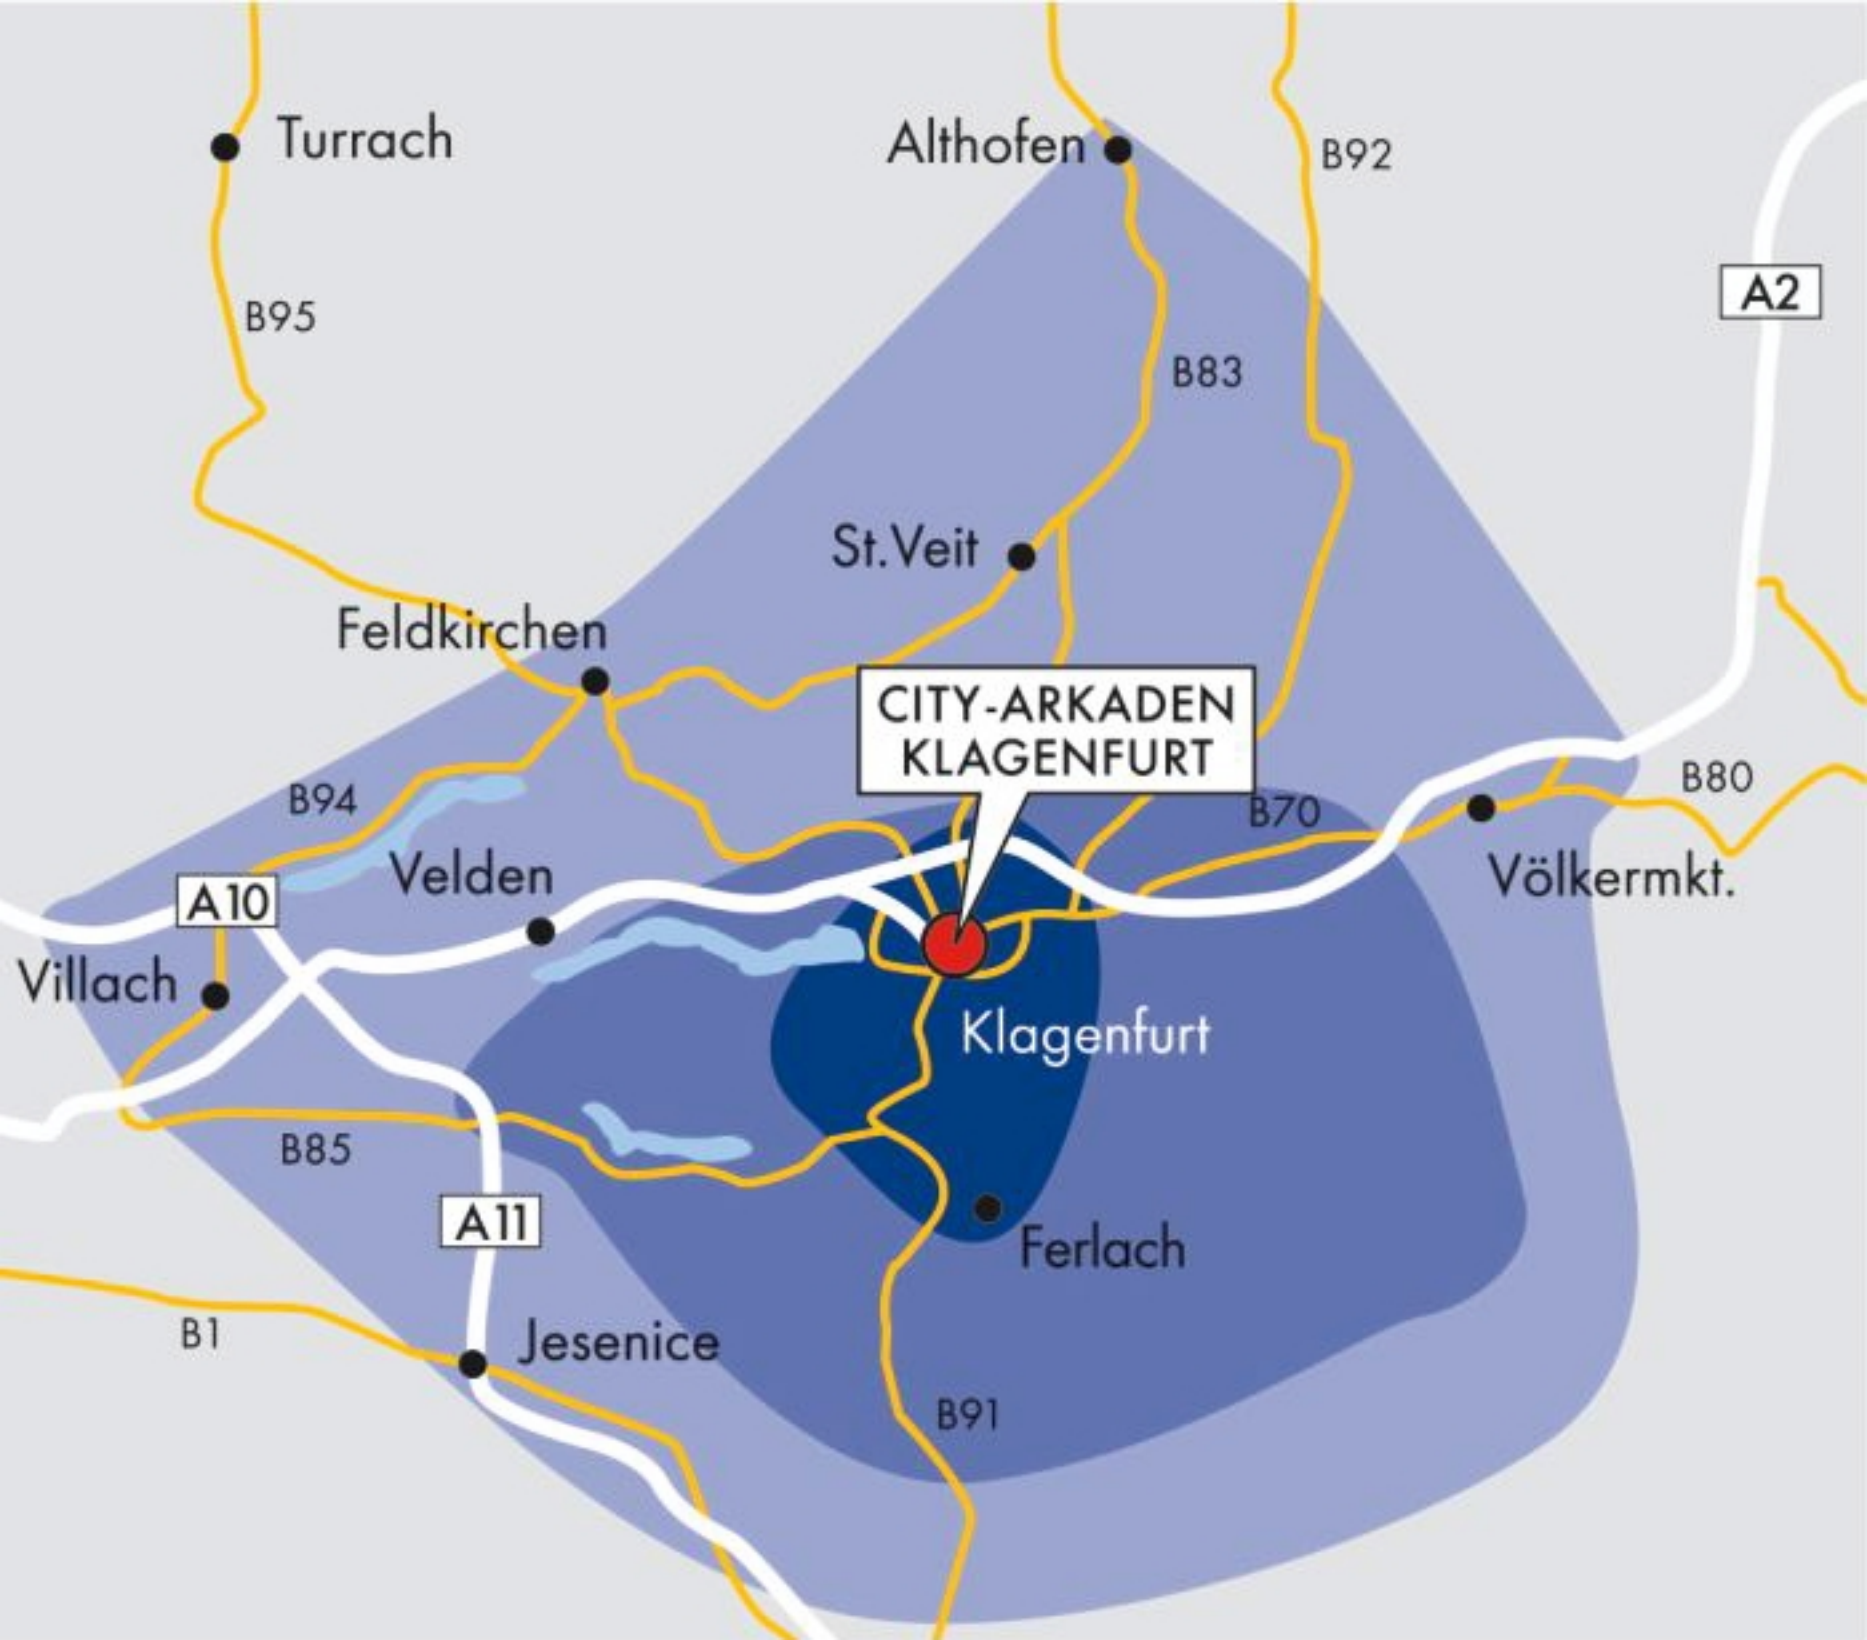 Turrach
Althofen
B92
A2
B95
B83
St.Veit
Feldkirchen
CITY-ARKADEN
KLAGENFURT
B80
B94
B70
Velden
Völkermkt.
A10
Villach
Klagenfurt
B85
A11
Ferlach
B1
Jesenice
B91